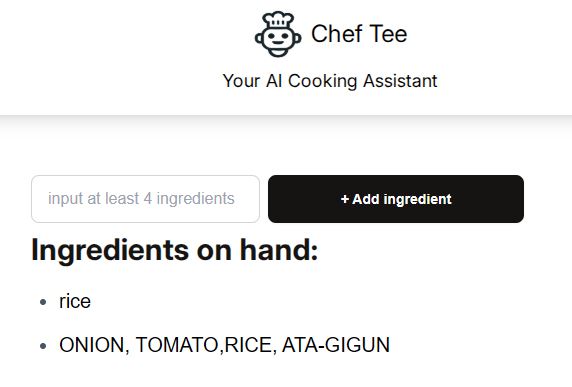 Chef Tee
Your AI Cooking Assistant
input at least 4 ingredients
+ Add ingredient
Ingredients on hand:
rice
ONION, TOMATO,RICE, ATA-GIGUN